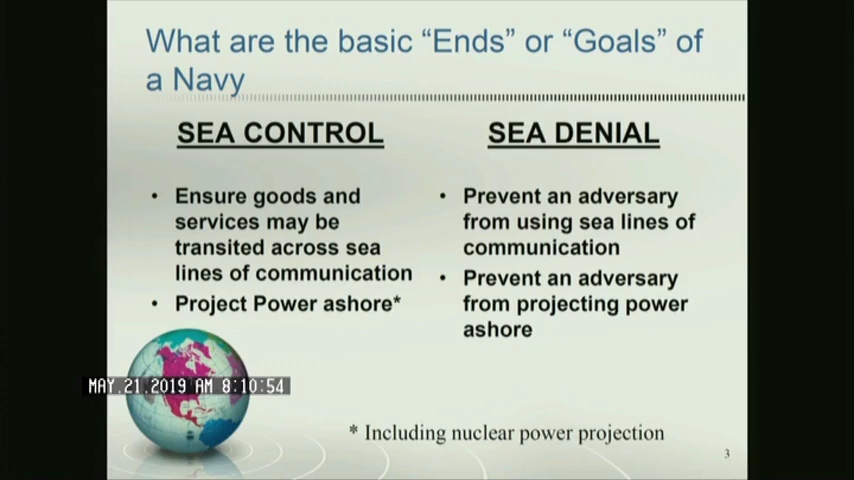 What are the basic “Ends” or “Goals” of
a Navy
SEA CONTROL
• Ensure goods and
services may be
transited across sea
lines of communication
• Project Power ashore*
SEA DENIAL
• Prevent an adversary
from using sea lines of
communication
• Prevent an adversary
from projecting power
ashore
MAY.21.2019 AM 8:10:54
* Including nuclear power projection
3